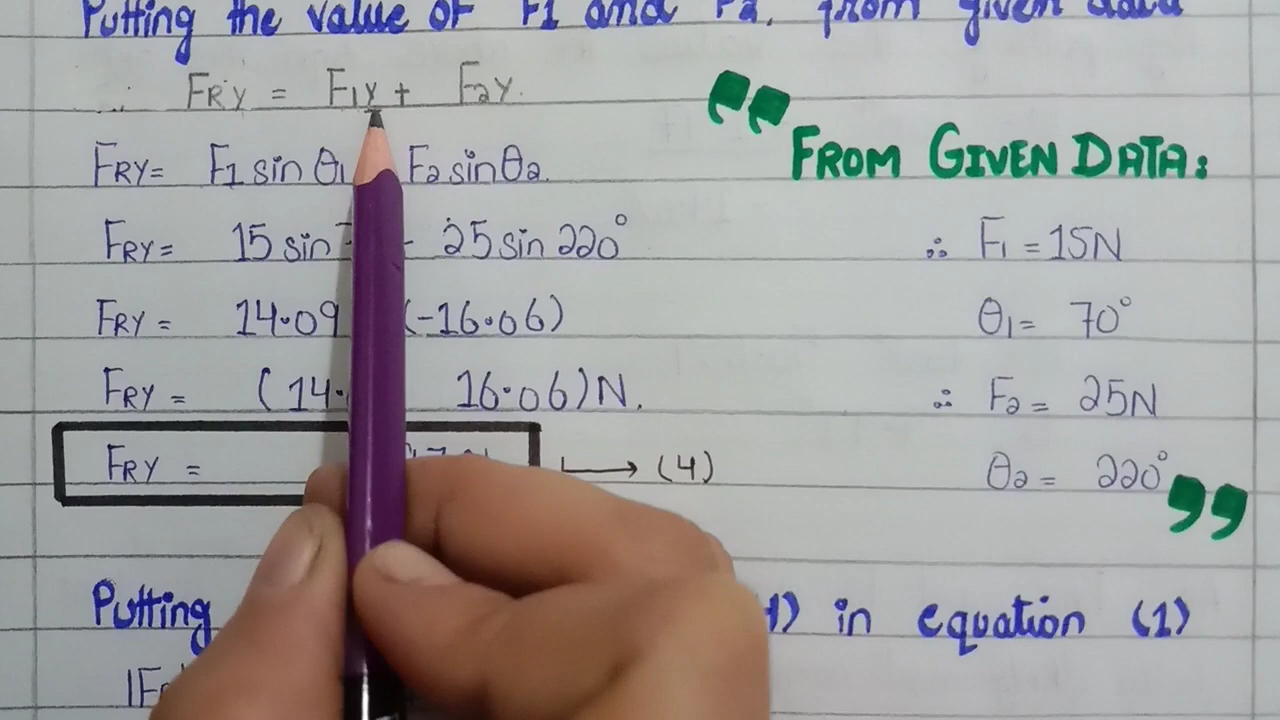 Putting the value of F1 and F2. from given data
∴ FRY = F1Y + F2Y.
FRY = F1 sin θ1 F2 sin θ2.
FRY = 15 sin 25 sin 220°
FRY = 14.09 (-16.06)
FRY = (14. 16.06)N.
FRY = → (4)
“ FROM GIVEN DATA:
∴ F1 = 15N
θ1 = 70°
∴ F2 = 25N
θ2 = 220° ”
Putting in equation (1)